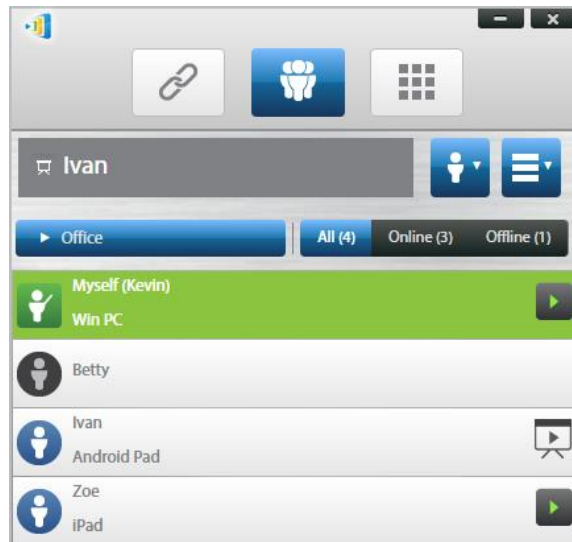 Ivan
Office
All (4) Online (3) Offline (1)
Myself (Kevin)
Win PC
Betty
Ivan
Android Pad
Zoe
iPad